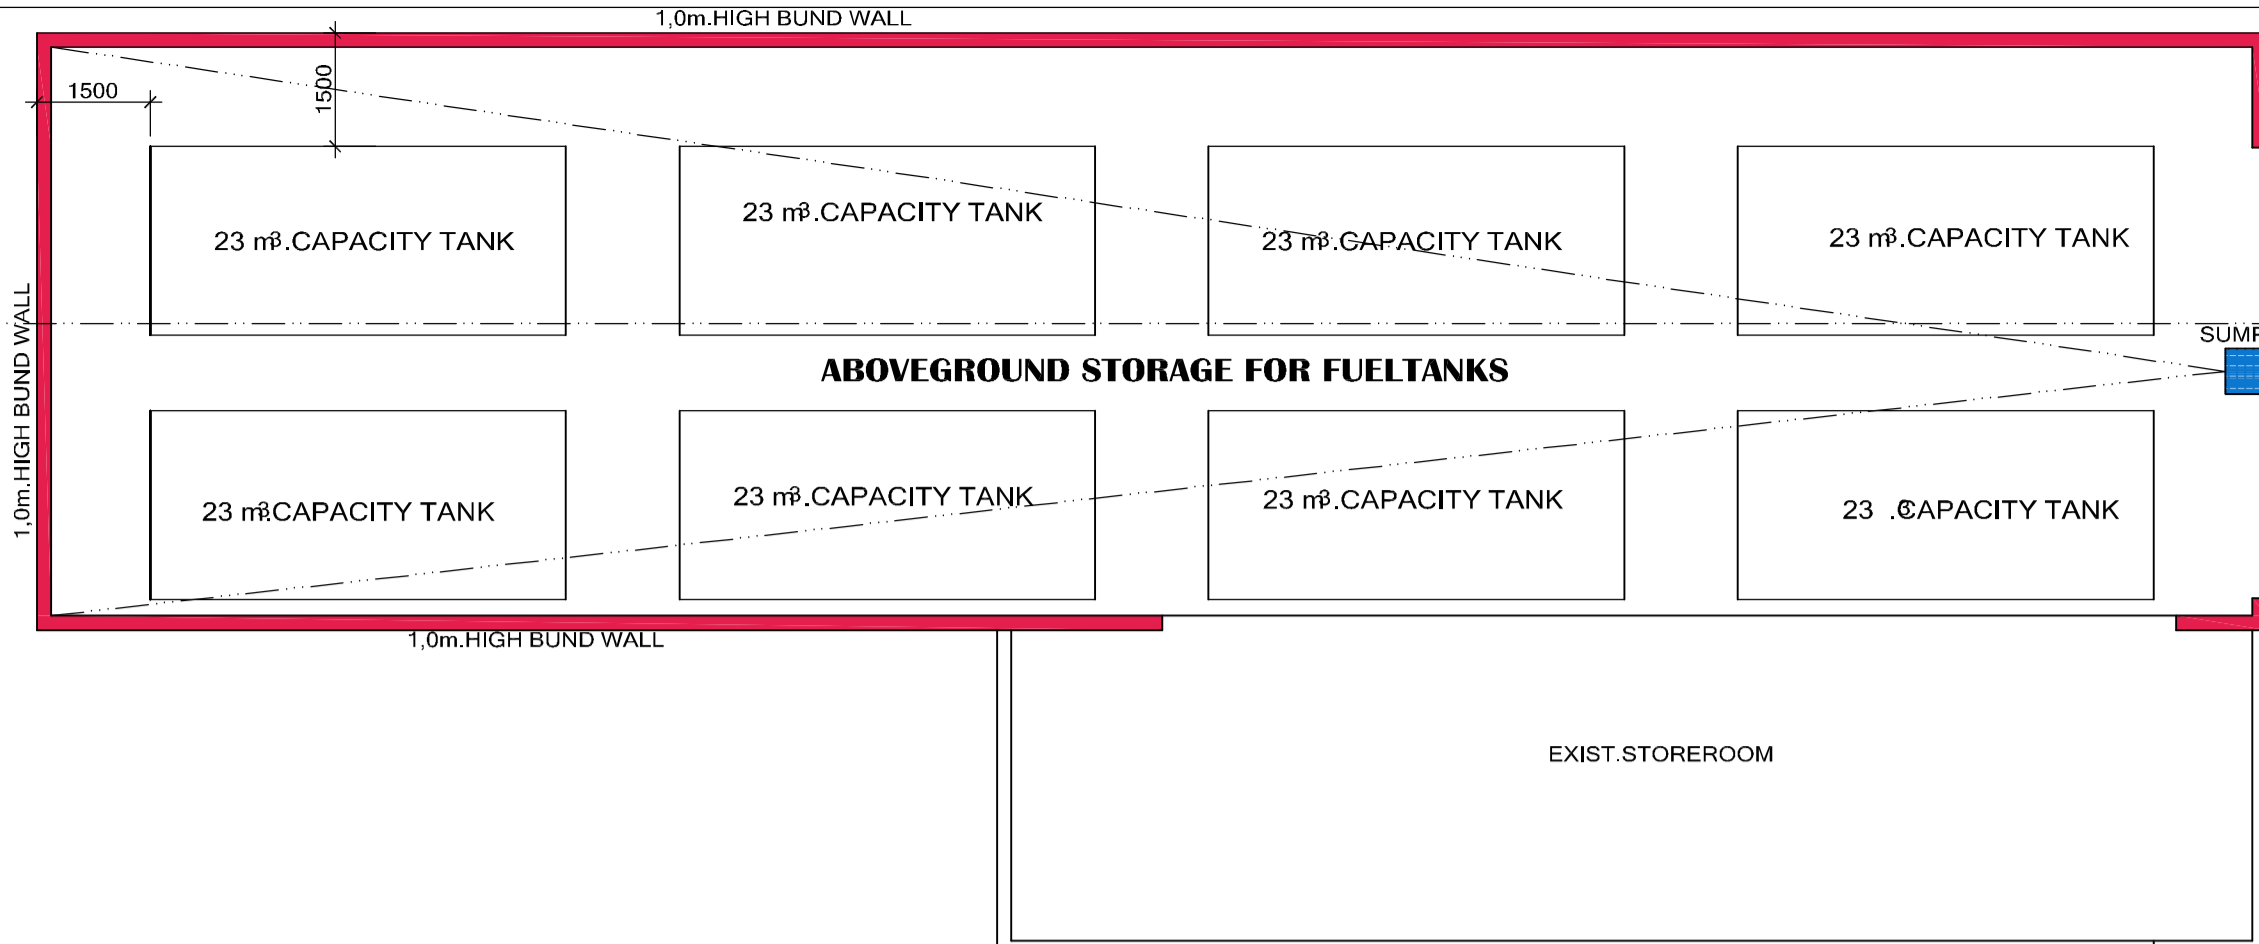 1,0m.HIGH BUND WALL
1500
1500
23 m³.CAPACITY TANK
23 m³.CAPACITY TANK
23 m³.CAPACITY TANK
23 m³.CAPACITY TANK
1,0m.HIGH BUND WALL
SUMP
ABOVEGROUND STORAGE FOR FUELTANKS
23 m³.CAPACITY TANK
23 m³.CAPACITY TANK
23 m³.CAPACITY TANK
23 ³.CAPACITY TANK
1,0m.HIGH BUND WALL
EXIST.STOREROOM